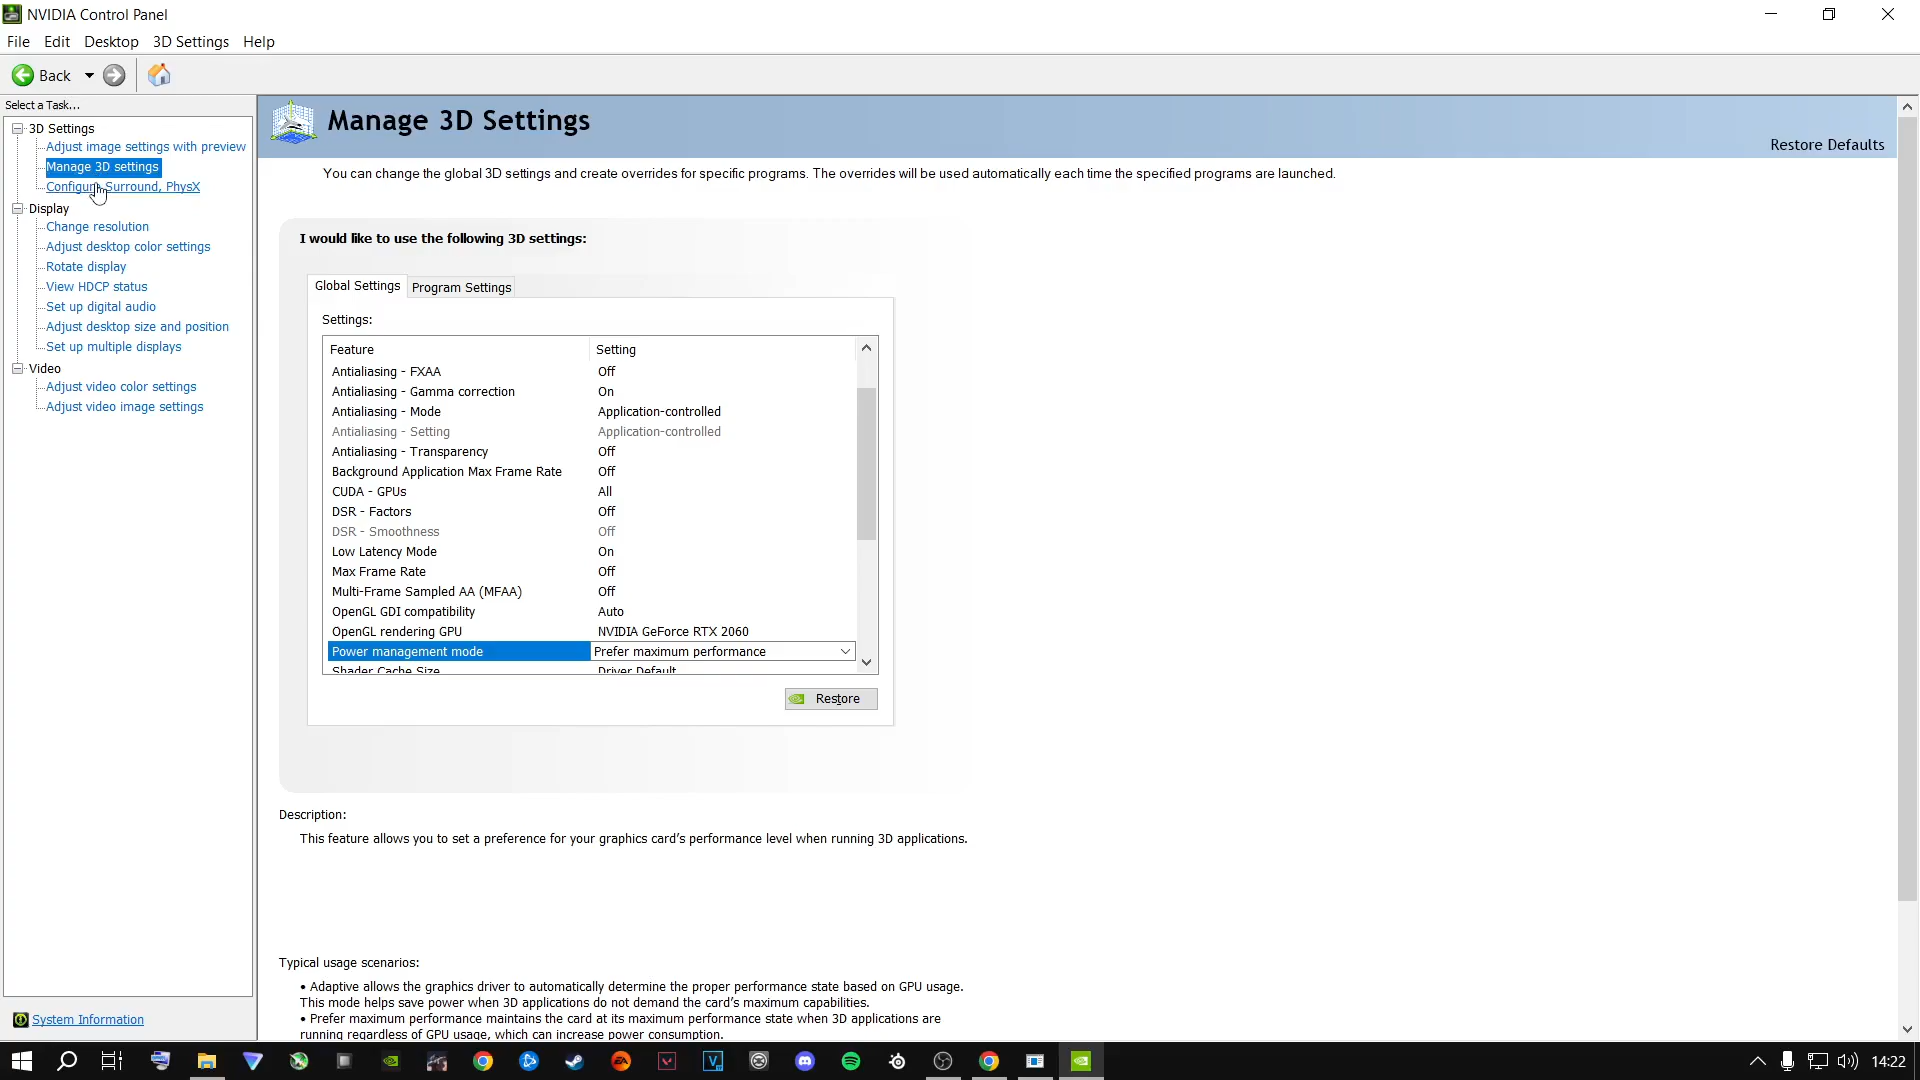 NVIDIA Control Panel
File Edit Desktop 3D Settings Help
Back
Select a Task...
3D Settings
Adjust image settings with preview
Manage 3D settings
Configure Surround, PhysX
Display
Change resolution
Adjust desktop color settings
Rotate display
View HDCP status
Set up digital audio
Adjust desktop size and position
Set up multiple displays
Video
Adjust video color settings
Adjust video image settings
System Information
Manage 3D Settings
Restore Defaults
You can change the global 3D settings and create overrides for specific programs. The overrides will be used automatically each time the specified programs are launched.
I would like to use the following 3D settings:
Global Settings Program Settings
Settings:
Feature Setting
Antialiasing - FXAA Off
Antialiasing - Gamma correction On
Antialiasing - Mode Application-controlled
Antialiasing - Setting Application-controlled
Antialiasing - Transparency Off
Background Application Max Frame Rate Off
CUDA - GPUs All
DSR - Factors Off
DSR - Smoothness Off
Low Latency Mode On
Max Frame Rate Off
Multi-Frame Sampled AA (MFAA) Off
OpenGL GDI compatibility Auto
OpenGL rendering GPU NVIDIA GeForce RTX 2060
Power management mode Prefer maximum performance
Shader Cache Size Driver Default
Restore
Description:
This feature allows you to set a preference for your graphics card's performance level when running 3D applications.
Typical usage scenarios:
• Adaptive allows the graphics driver to automatically determine the proper performance state based on GPU usage.
This mode helps save power when 3D applications do not demand the card's maximum capabilities.
• Prefer maximum performance maintains the card at its maximum performance state when 3D applications are
running regardless of GPU usage, which can increase power consumption.
14:22